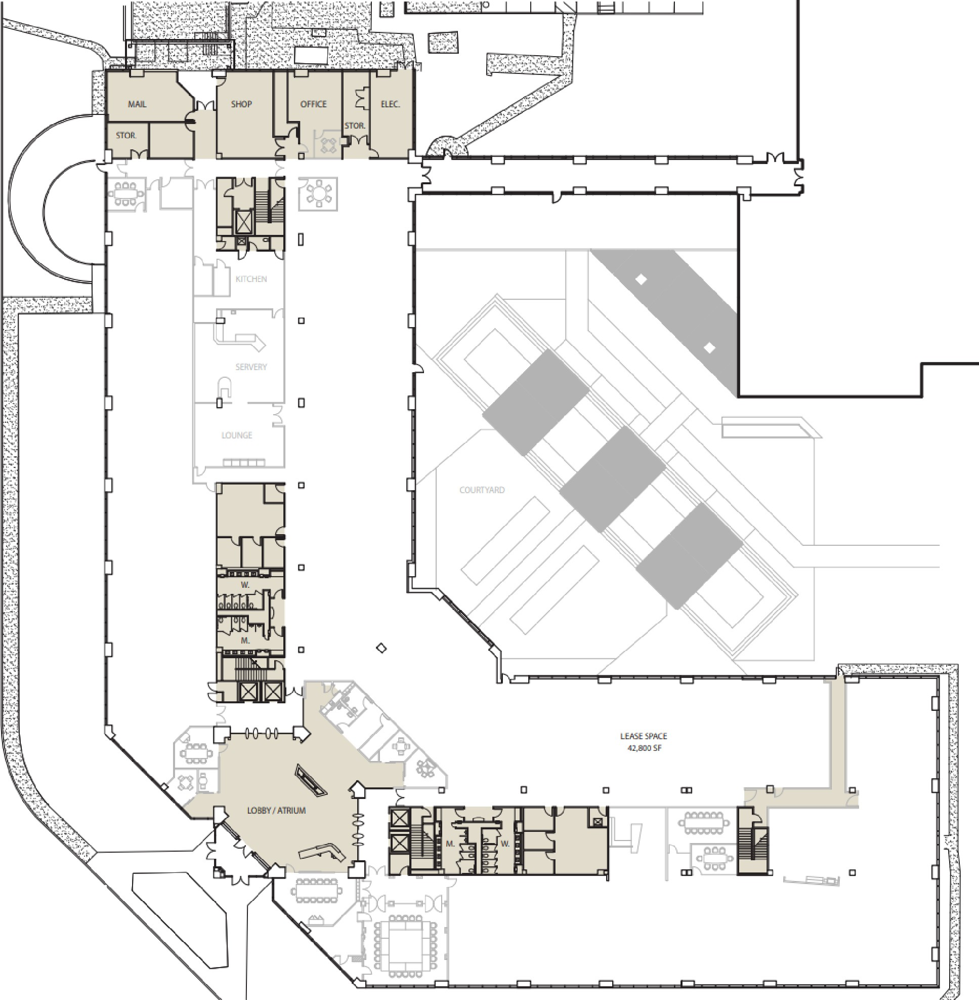 MAIL
SHOP
OFFICE
ELEC.
STOR.
STOR.
KITCHEN
SERVERY
LOUNGE
COURTYARD
W.
M.
LEASE SPACE
42,800 SF
LOBBY / ATRIUM
M.
W.